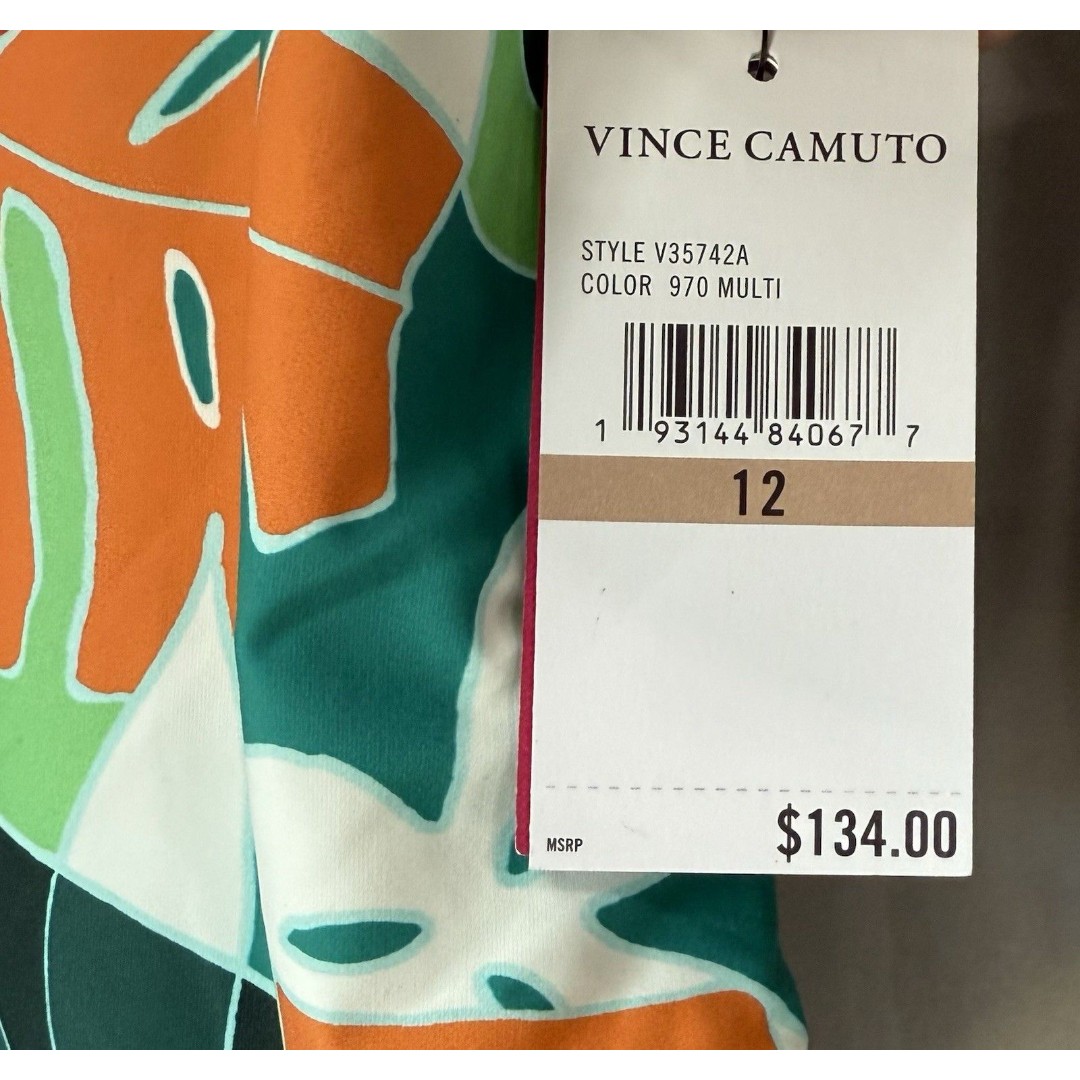 VINCE CAMUTO
STYLE V35742A
COLOR 970 MULTI
1 93144 84067 7
12
MSRP $134.00